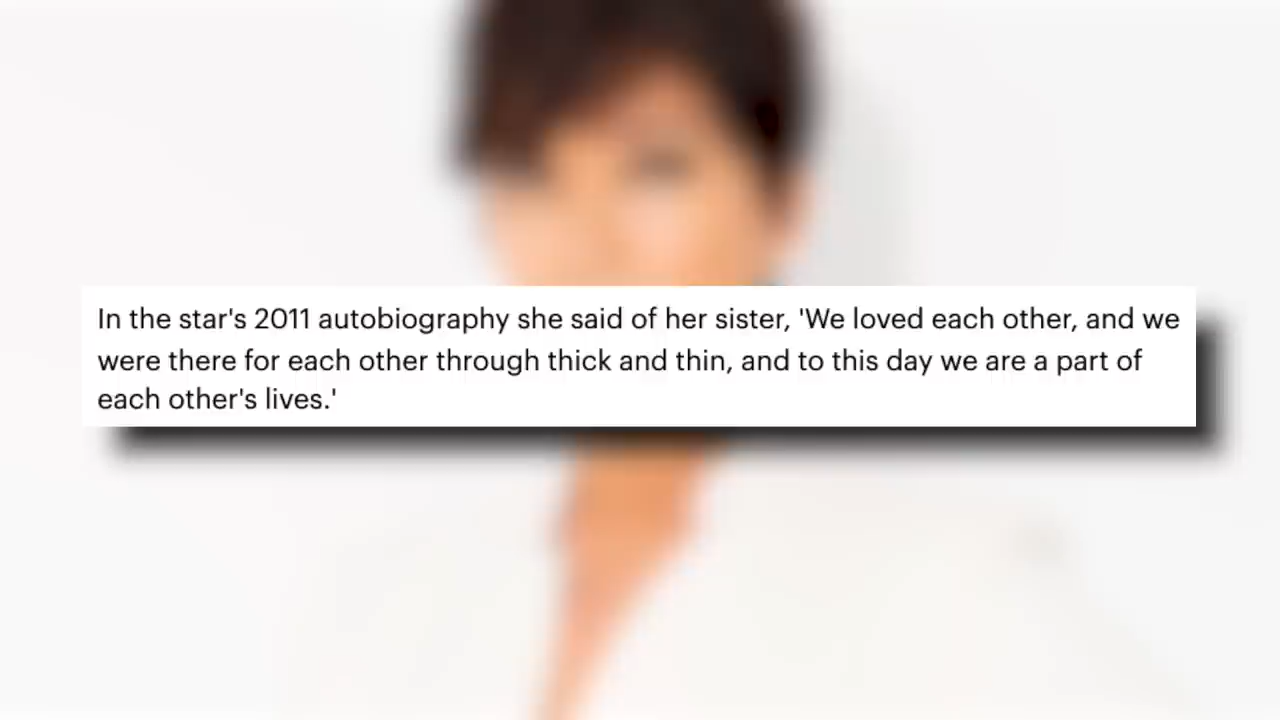 In the star's 2011 autobiography she said of her sister, 'We loved each other, and we
were there for each other through thick and thin, and to this day we are a part of
each other's lives.'